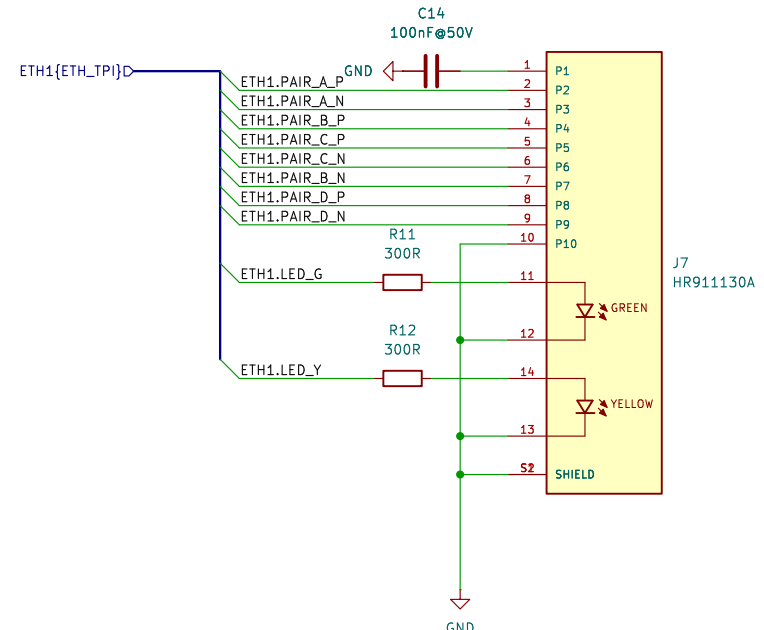 C14
100nF@50V
ETH1{ETH_TPI}
GND
1
P1
ETH1.PAIR_A_P
2
P2
ETH1.PAIR_A_N
3
P3
ETH1.PAIR_B_P
4
P4
ETH1.PAIR_C_P
5
P5
ETH1.PAIR_C_N
6
P6
ETH1.PAIR_B_N
7
P7
ETH1.PAIR_D_P
8
P8
ETH1.PAIR_D_N
9
P9
R11
300R
10
P10
J7
HR911130A
ETH1.LED_G
11
GREEN
12
R12
300R
ETH1.LED_Y
14
YELLOW
13
SHIELD
GND